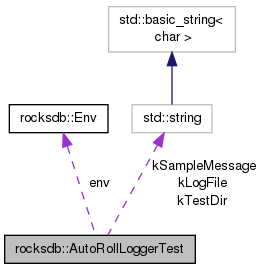 std::basic_string<
char >
rocksdb::Env
std::string
kSampleMessage
env
kLogFile
kTestDir
rocksdb::AutoRollLoggerTest